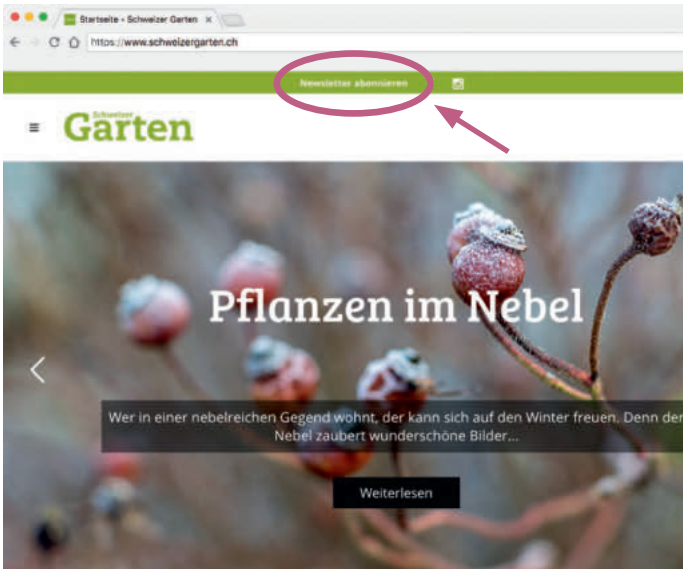 Startseite - Schweizer Garten
https://www.schweizergarten.ch
Newsletter abonnieren
Schweizer
Garten
Pflanzen im Nebel
Wer in einer nebelreichen Gegend wohnt, der kann sich auf den Winter freuen. Denn der
Nebel zaubert wunderschöne Bilder...
Weiterlesen